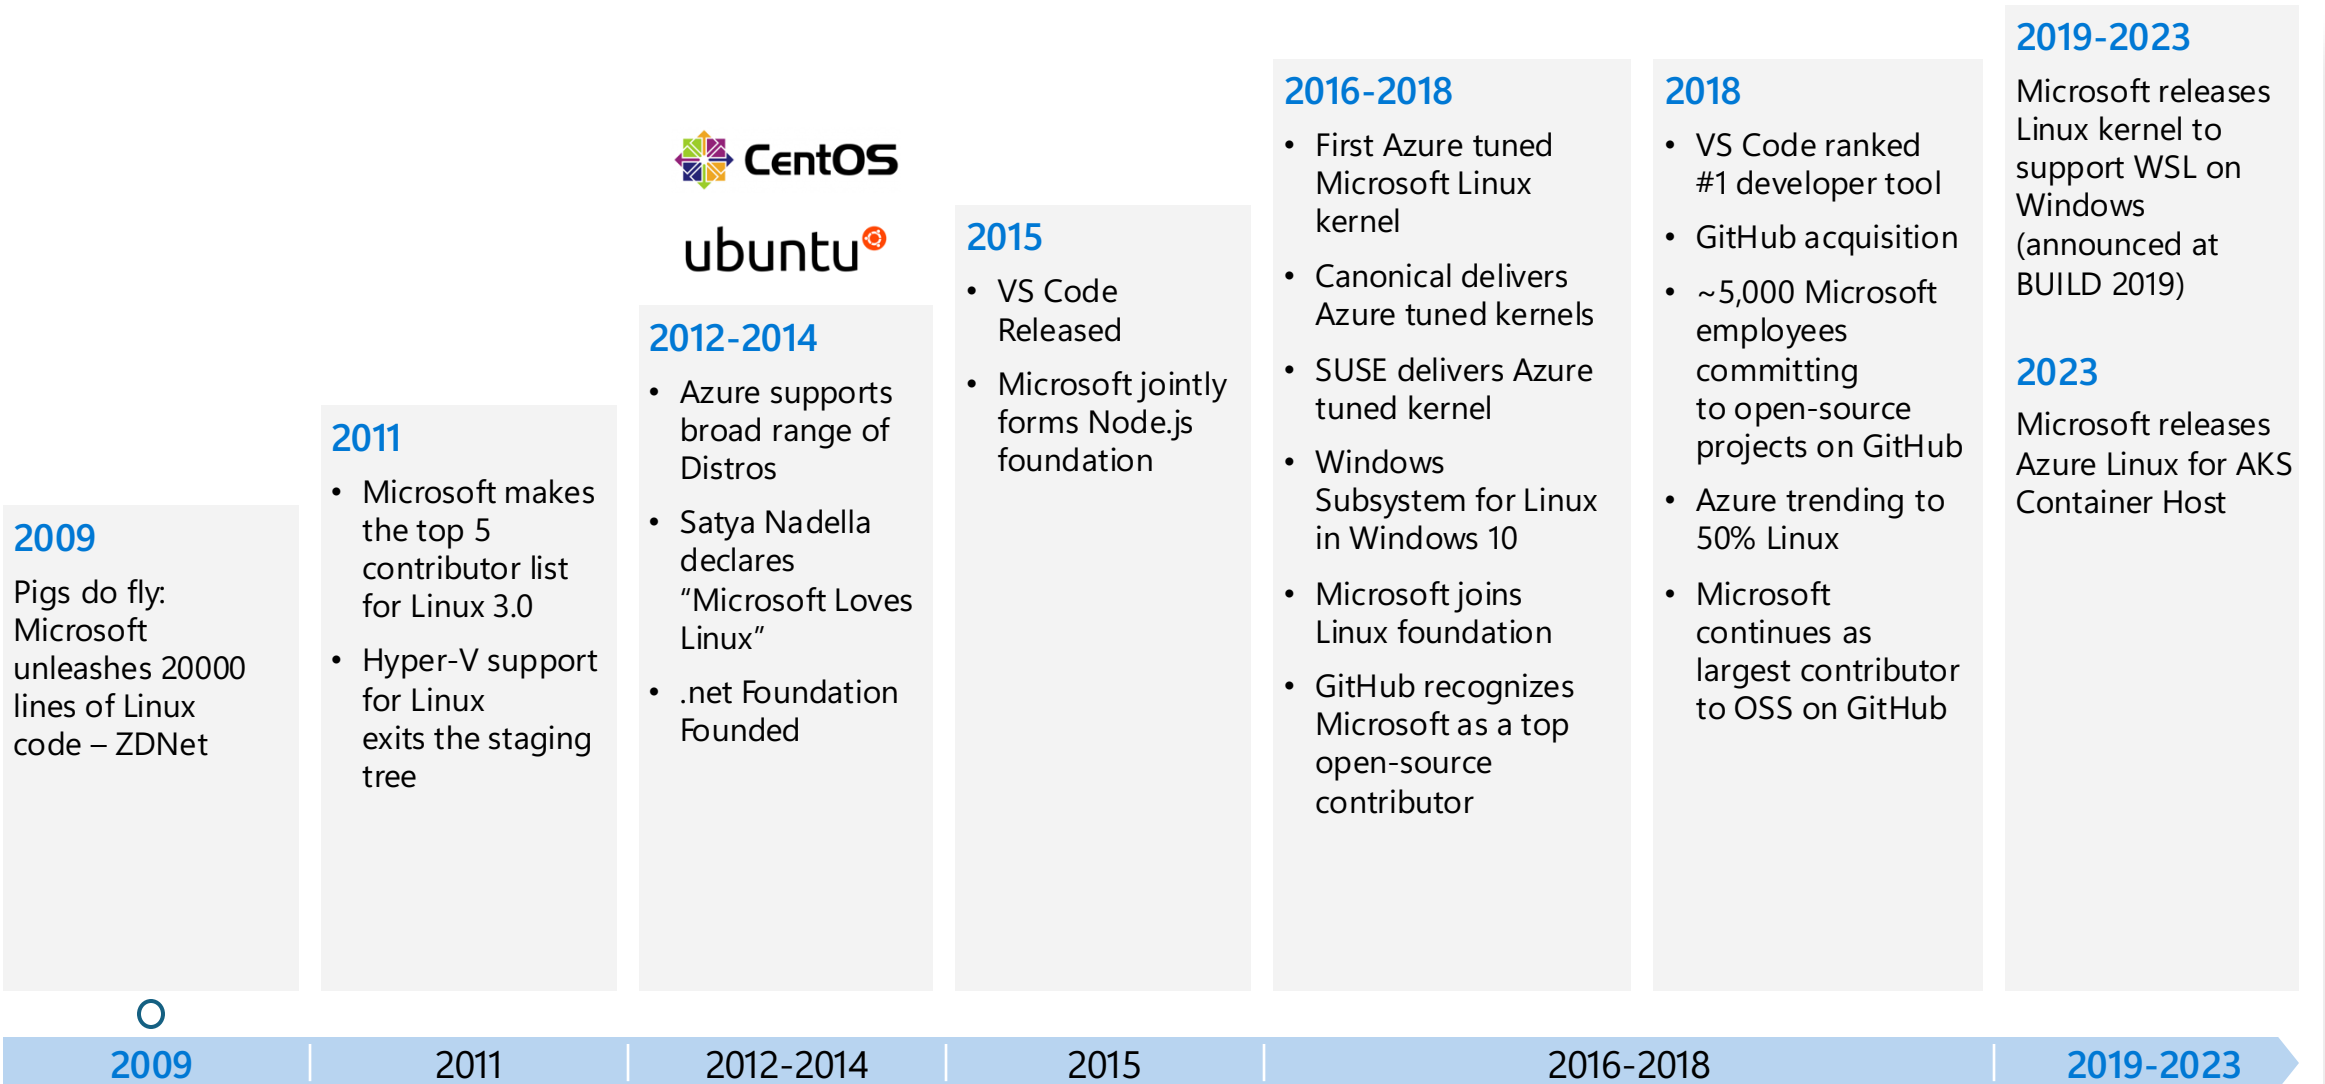 2009
Pigs do fly:
Microsoft
unleashes 20000
lines of Linux
code – ZDNet
2011
• Microsoft makes
the top 5
contributor list
for Linux 3.0
• Hyper-V support
for Linux
exits the staging
tree
CentOS
ubuntu
2012-2014
• Azure supports
broad range of
Distros
• Satya Nadella
declares
“Microsoft Loves
Linux”
• .net Foundation
Founded
2015
• VS Code
Released
• Microsoft jointly
forms Node.js
foundation
2016-2018
• First Azure tuned
Microsoft Linux
kernel
• Canonical delivers
Azure tuned kernels
• SUSE delivers Azure
tuned kernel
• Windows
Subsystem for Linux
in Windows 10
• Microsoft joins
Linux foundation
• GitHub recognizes
Microsoft as a top
open-source
contributor
2018
• VS Code ranked
#1 developer tool
• GitHub acquisition
• ~5,000 Microsoft
employees
committing
to open-source
projects on GitHub
• Azure trending to
50% Linux
• Microsoft
continues as
largest contributor
to OSS on GitHub
2019-2023
Microsoft releases
Linux kernel to
support WSL on
Windows
(announced at
BUILD 2019)
2023
Microsoft releases
Azure Linux for AKS
Container Host
2009
2011
2012-2014
2015
2016-2018
2019-2023